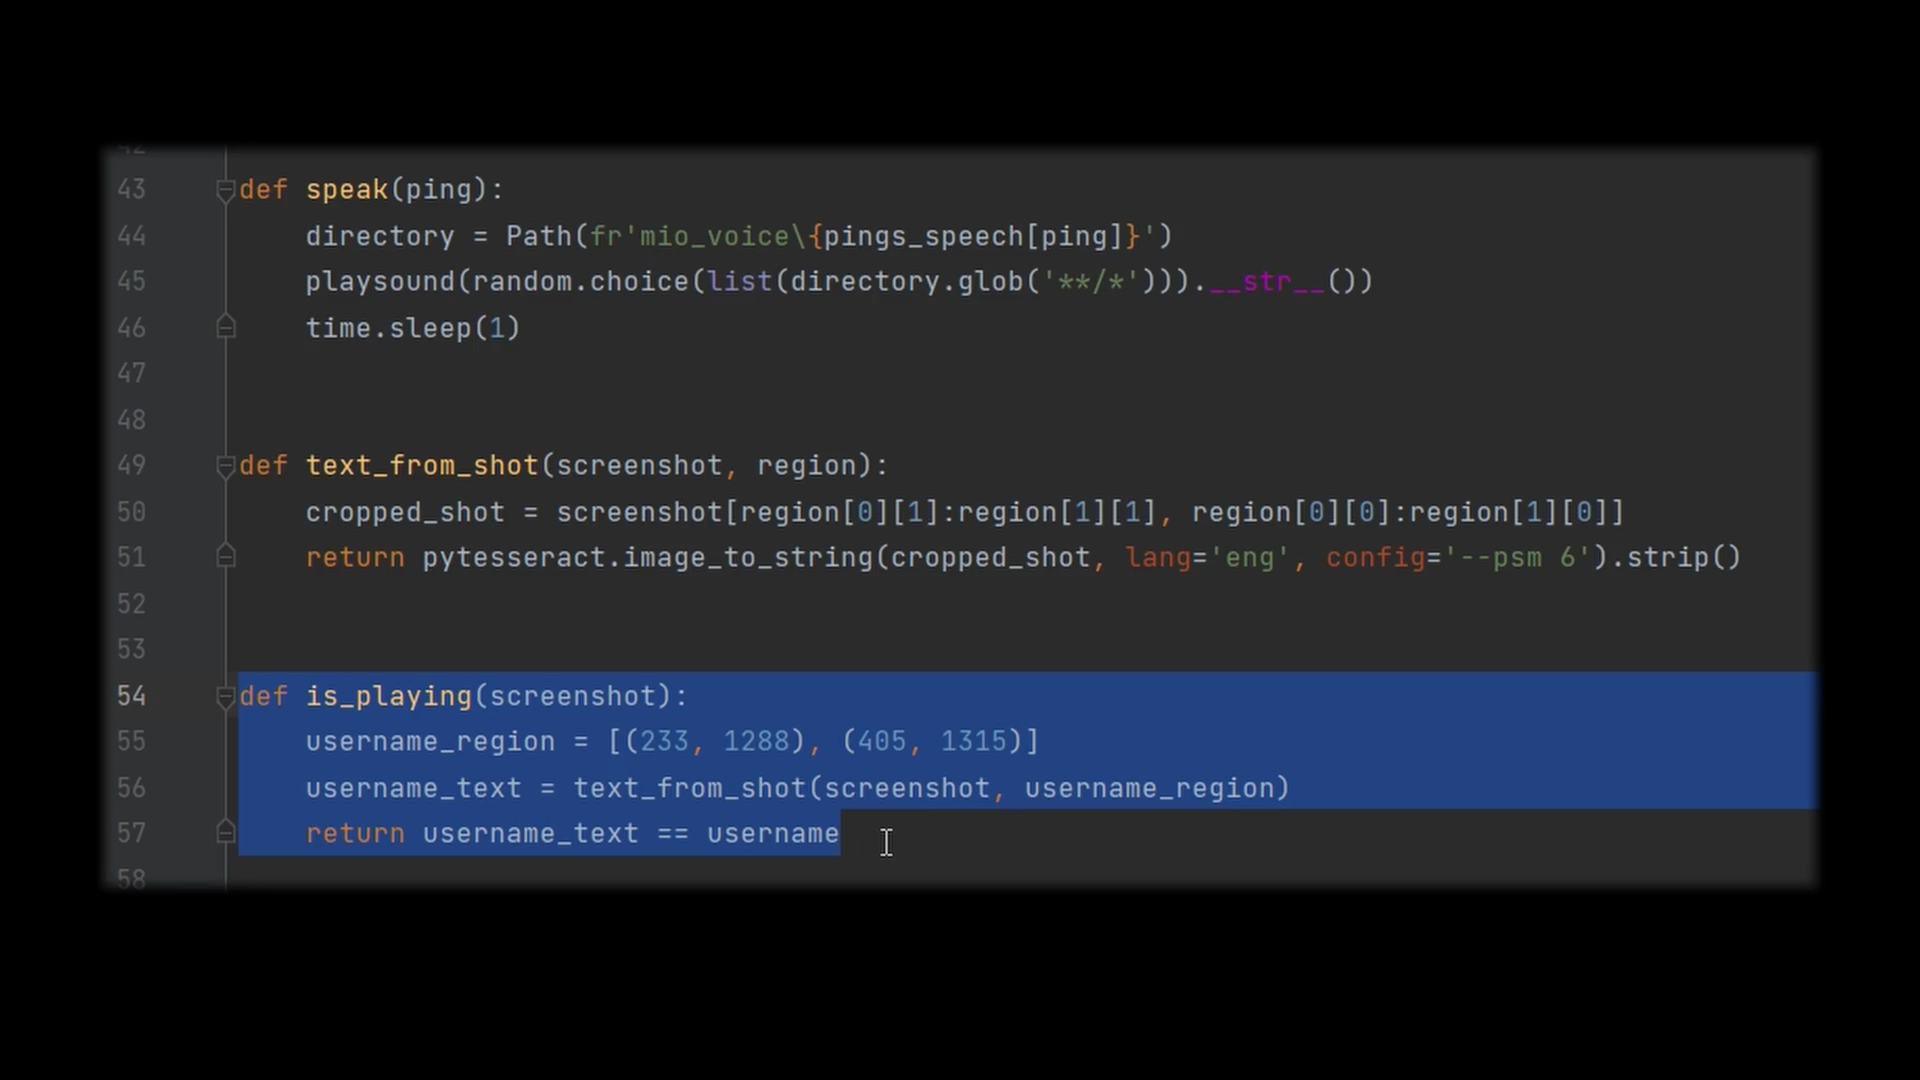 42
43 def speak(ping):
44 directory = Path(fr'mio_voice\{pings_speech[ping]}')
45 playsound(random.choice(list(directory.glob('**/*'))).__str__())
46 time.sleep(1)
47
48
49 def text_from_shot(screenshot, region):
50 cropped_shot = screenshot[region[0][1]:region[1][1], region[0][0]:region[1][0]]
51 return pytesseract.image_to_string(cropped_shot, lang='eng', config='--psm 6').strip()
52
53
54 def is_playing(screenshot):
55 username_region = [(233, 1288), (405, 1315)]
56 username_text = text_from_shot(screenshot, username_region)
57 return username_text == username
58